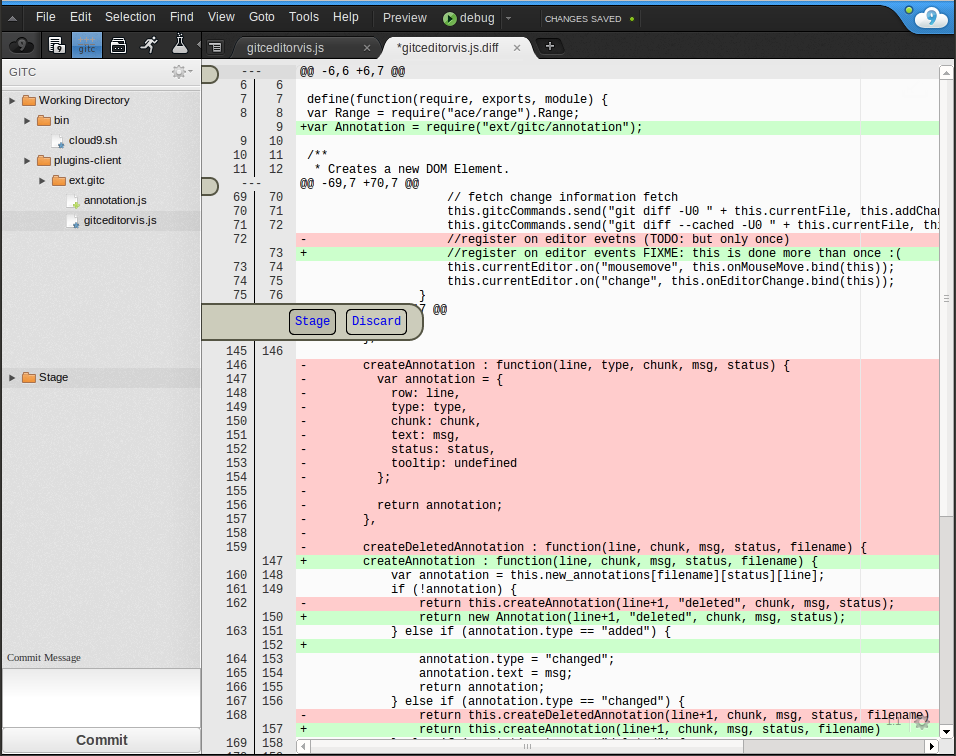 File Edit Selection Find View Goto Tools Help Preview debug CHANGES SAVED
gitc gitceditorvis.js × *gitceditorvis.js.diff × +
GITC
Working Directory
bin
cloud9.sh
plugins-client
ext.gitc
annotation.js
gitceditorvis.js
Stage
Commit Message
Commit
--- @@ -6,6 +6,7 @@
6 6
7 7 define(function(require, exports, module) {
8 8 var Range = require("ace/range").Range;
9 +var Annotation = require("ext/gitc/annotation");
9 10
10 11 /**
11 12 * Creates a new DOM Element.
--- @@ -69,7 +70,7 @@
69 70 // fetch change information fetch
70 71 this.gitcCommands.send("git diff -U0 " + this.currentFile, this.addChan
71 72 this.gitcCommands.send("git diff --cached -U0 " + this.currentFile, thi
72 - //register on editor evetns (TODO: but only once)
73 + //register on editor events FIXME: this is done more than once :(
73 74 this.currentEditor.on("mousemove", this.onMouseMove.bind(this));
74 75 this.currentEditor.on("change", this.onEditorChange.bind(this));
75 76 }
7 @@
Stage Discard
145 146
146 - createAnnotation : function(line, type, chunk, msg, status) {
147 - var annotation = {
148 - row: line,
149 - type: type,
150 - chunk: chunk,
151 - text: msg,
152 - status: status,
153 - tooltip: undefined
154 - };
155 -
156 - return annotation;
157 - },
158 -
159 - createDeletedAnnotation : function(line, chunk, msg, status, filename) {
147 + createAnnotation : function(line, chunk, msg, status, filename) {
160 148 var annotation = this.new_annotations[filename][status][line];
161 149 if (!annotation) {
162 - return this.createAnnotation(line+1, "deleted", chunk, msg, status);
150 + return new Annotation(line+1, "deleted", chunk, msg, status);
163 151 } else if (annotation.type == "added") {
152 +
164 153 annotation.type = "changed";
165 154 annotation.text = msg;
166 155 return annotation;
167 156 } else if (annotation.type == "changed") {
168 - return this.createDeletedAnnotation(line+1, chunk, msg, status, filename)
157 + return this.createAnnotation(line+1, chunk, msg, status, filename)
169 158